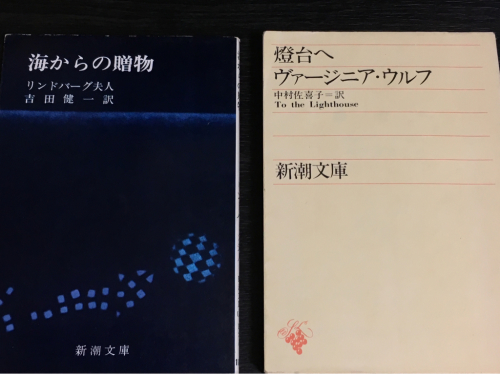 海からの贈物
リンドバーグ夫人
吉田健一訳
新潮文庫
燈台へ
ヴァージニア・ウルフ
中村佐喜子=訳
To the Lighthouse
新潮文庫